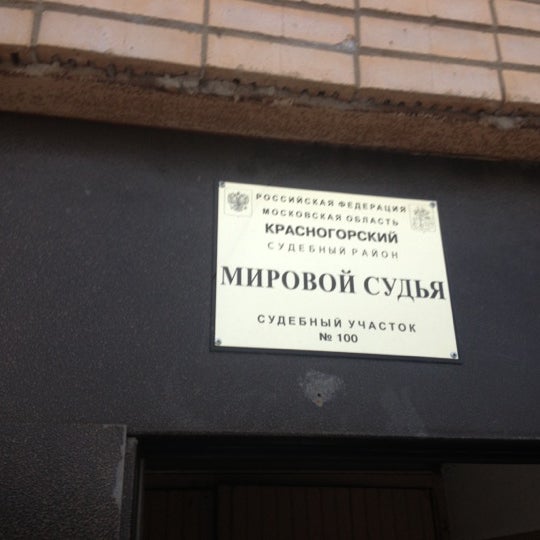 РОССИЙСКАЯ ФЕДЕРАЦИЯ
МОСКОВСКАЯ ОБЛАСТЬ
КРАСНОГОРСКИЙ
СУДЕБНЫЙ РАЙОН
МИРОВОЙ СУДЬЯ
СУДЕБНЫЙ УЧАСТОК
№ 100